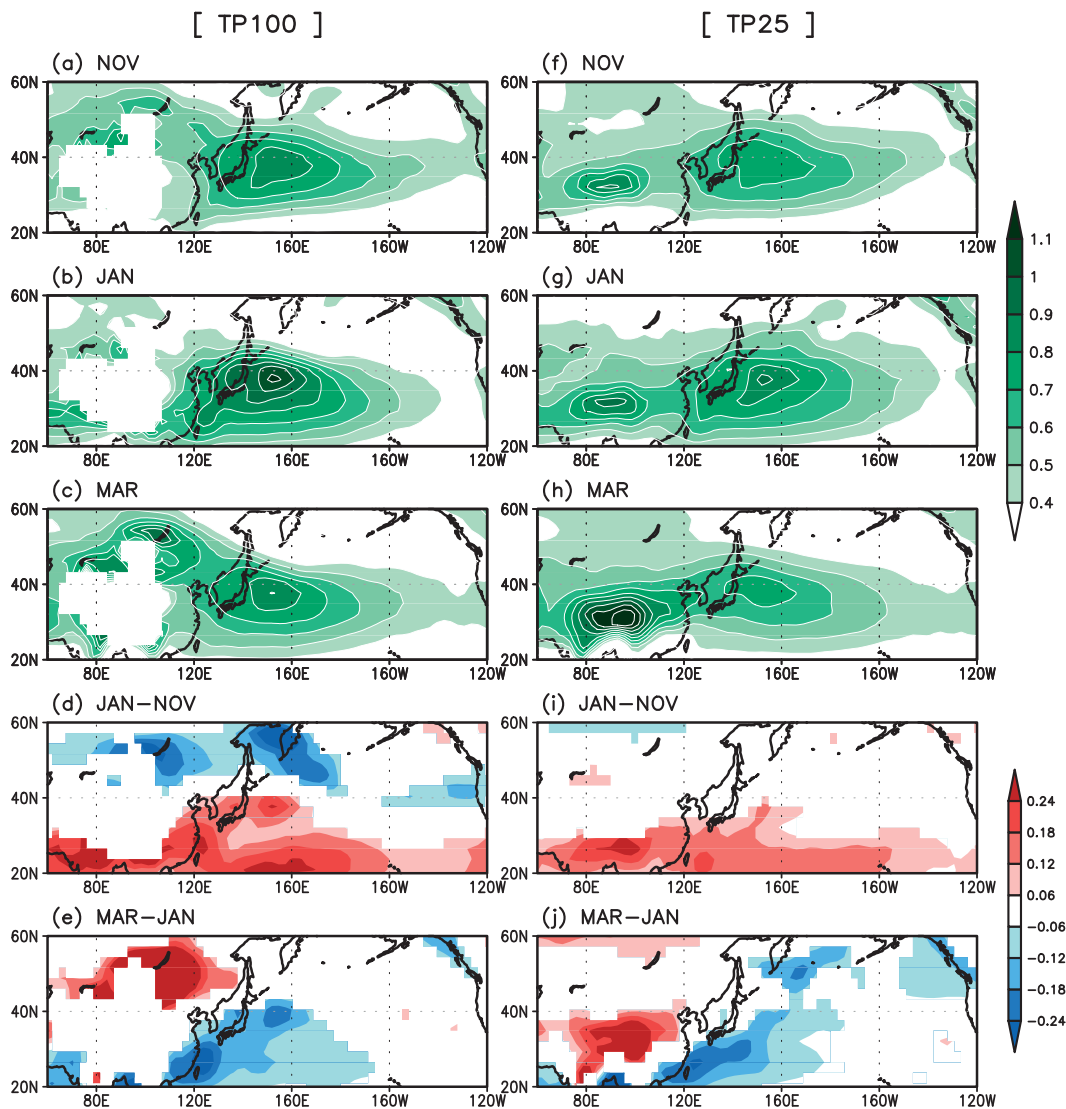 [ TP100 ]
[ TP25 ]
(a) NOV
(f) NOV
60N
40N
20N
80E 120E 160E 160W 120W
80E 120E 160E 160W 120W
60N
40N
20N
(b) JAN
(g) JAN
60N
40N
20N
80E 120E 160E 160W 120W
60N
40N
20N
80E 120E 160E 160W 120W
(c) MAR
(h) MAR
60N
40N
20N
80E 120E 160E 160W 120W
60N
40N
20N
80E 120E 160E 160W 120W
1.1
1
0.9
0.8
0.7
0.6
0.5
0.4
(d) JAN−NOV
(i) JAN−NOV
60N
40N
20N
80E 120E 160E 160W 120W
60N
40N
20N
80E 120E 160E 160W 120W
(e) MAR−JAN
(j) MAR−JAN
60N
40N
20N
80E 120E 160E 160W 120W
60N
40N
20N
80E 120E 160E 160W 120W
0.24
0.18
0.12
0.06
−0.06
−0.12
−0.18
−0.24